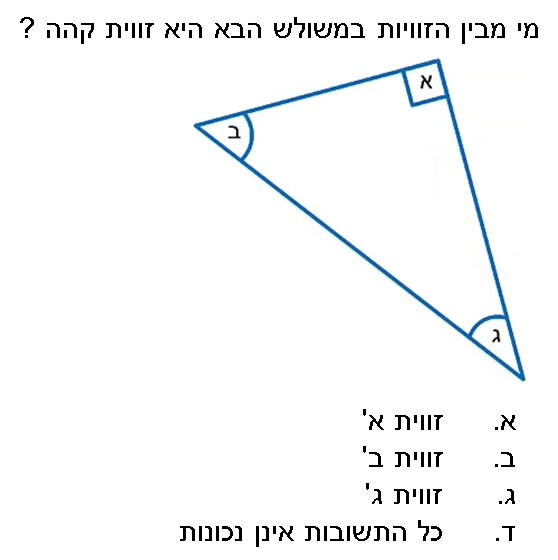 מי מבין הזוויות במשולש הבא היא זווית קהה ?
א
ב
ג
א. זווית א'
ב. זווית ב'
ג. זווית ג'
ד. כל התשובות אינן נכונות